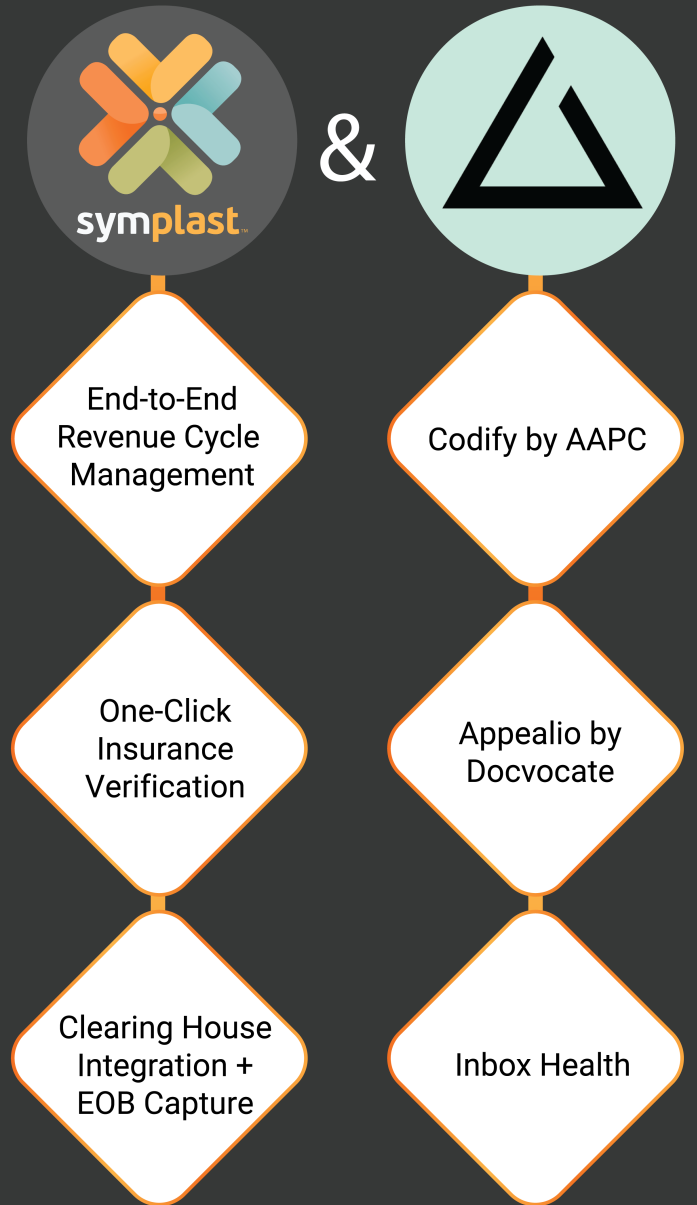 symplast™
&
End-to-End
Revenue Cycle
Management
Codify by AAPC
One-Click
Insurance
Verification
Appealio by
Docvocate
Clearing House
Integration +
EOB Capture
Inbox Health